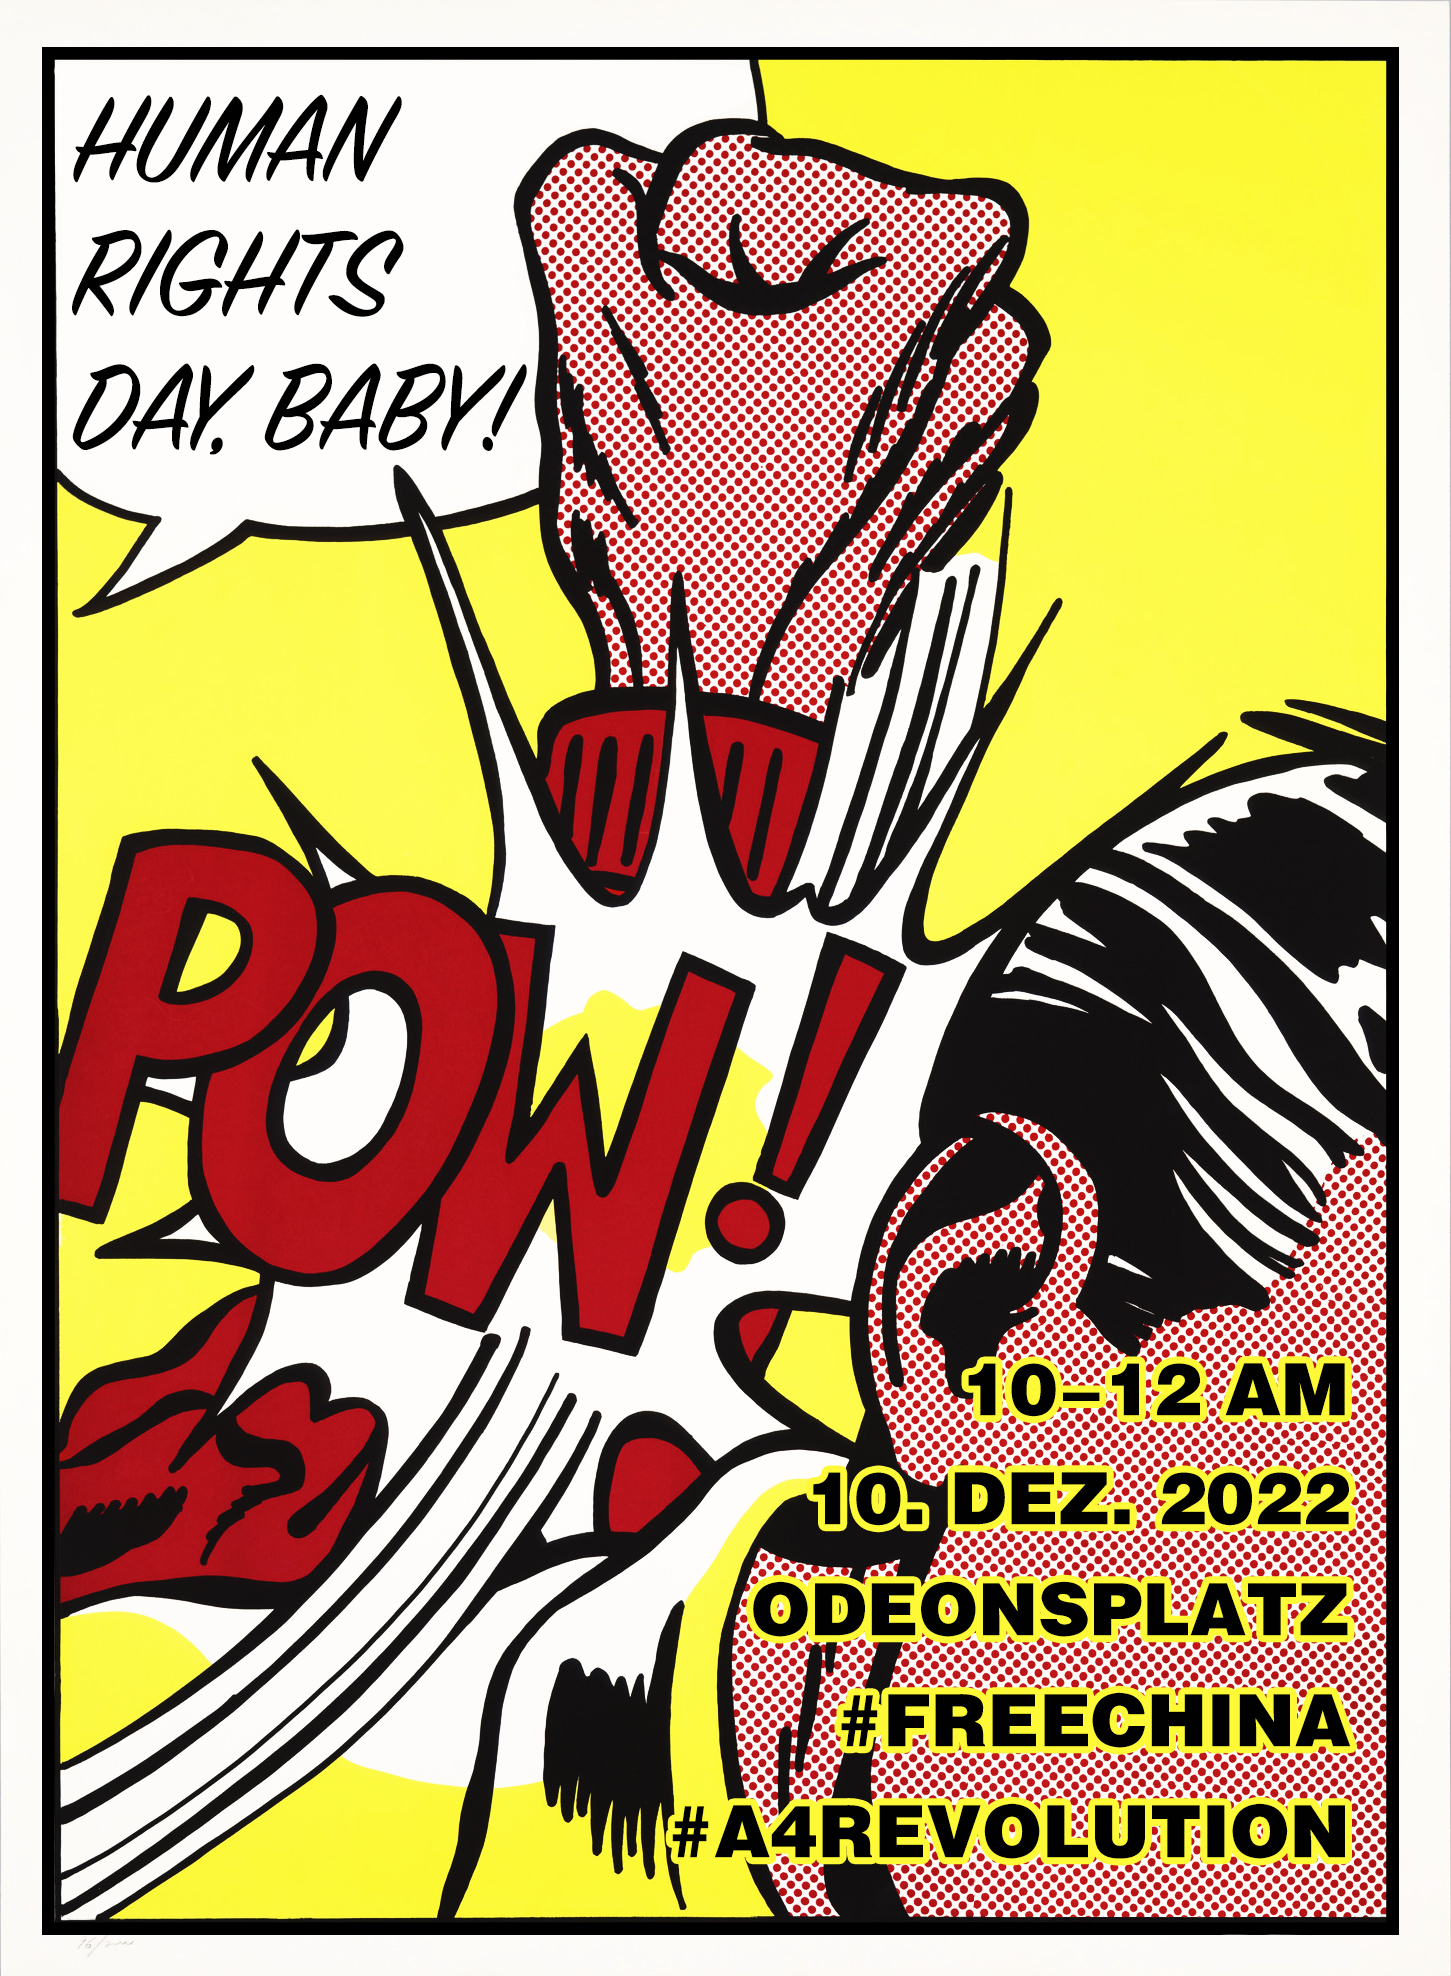 HUMAN
RIGHTS
DAY, BABY!
POW!
10–12 AM
10. DEZ. 2022
ODEONSPLATZ
#FREECHINA
#A4REVOLUTION